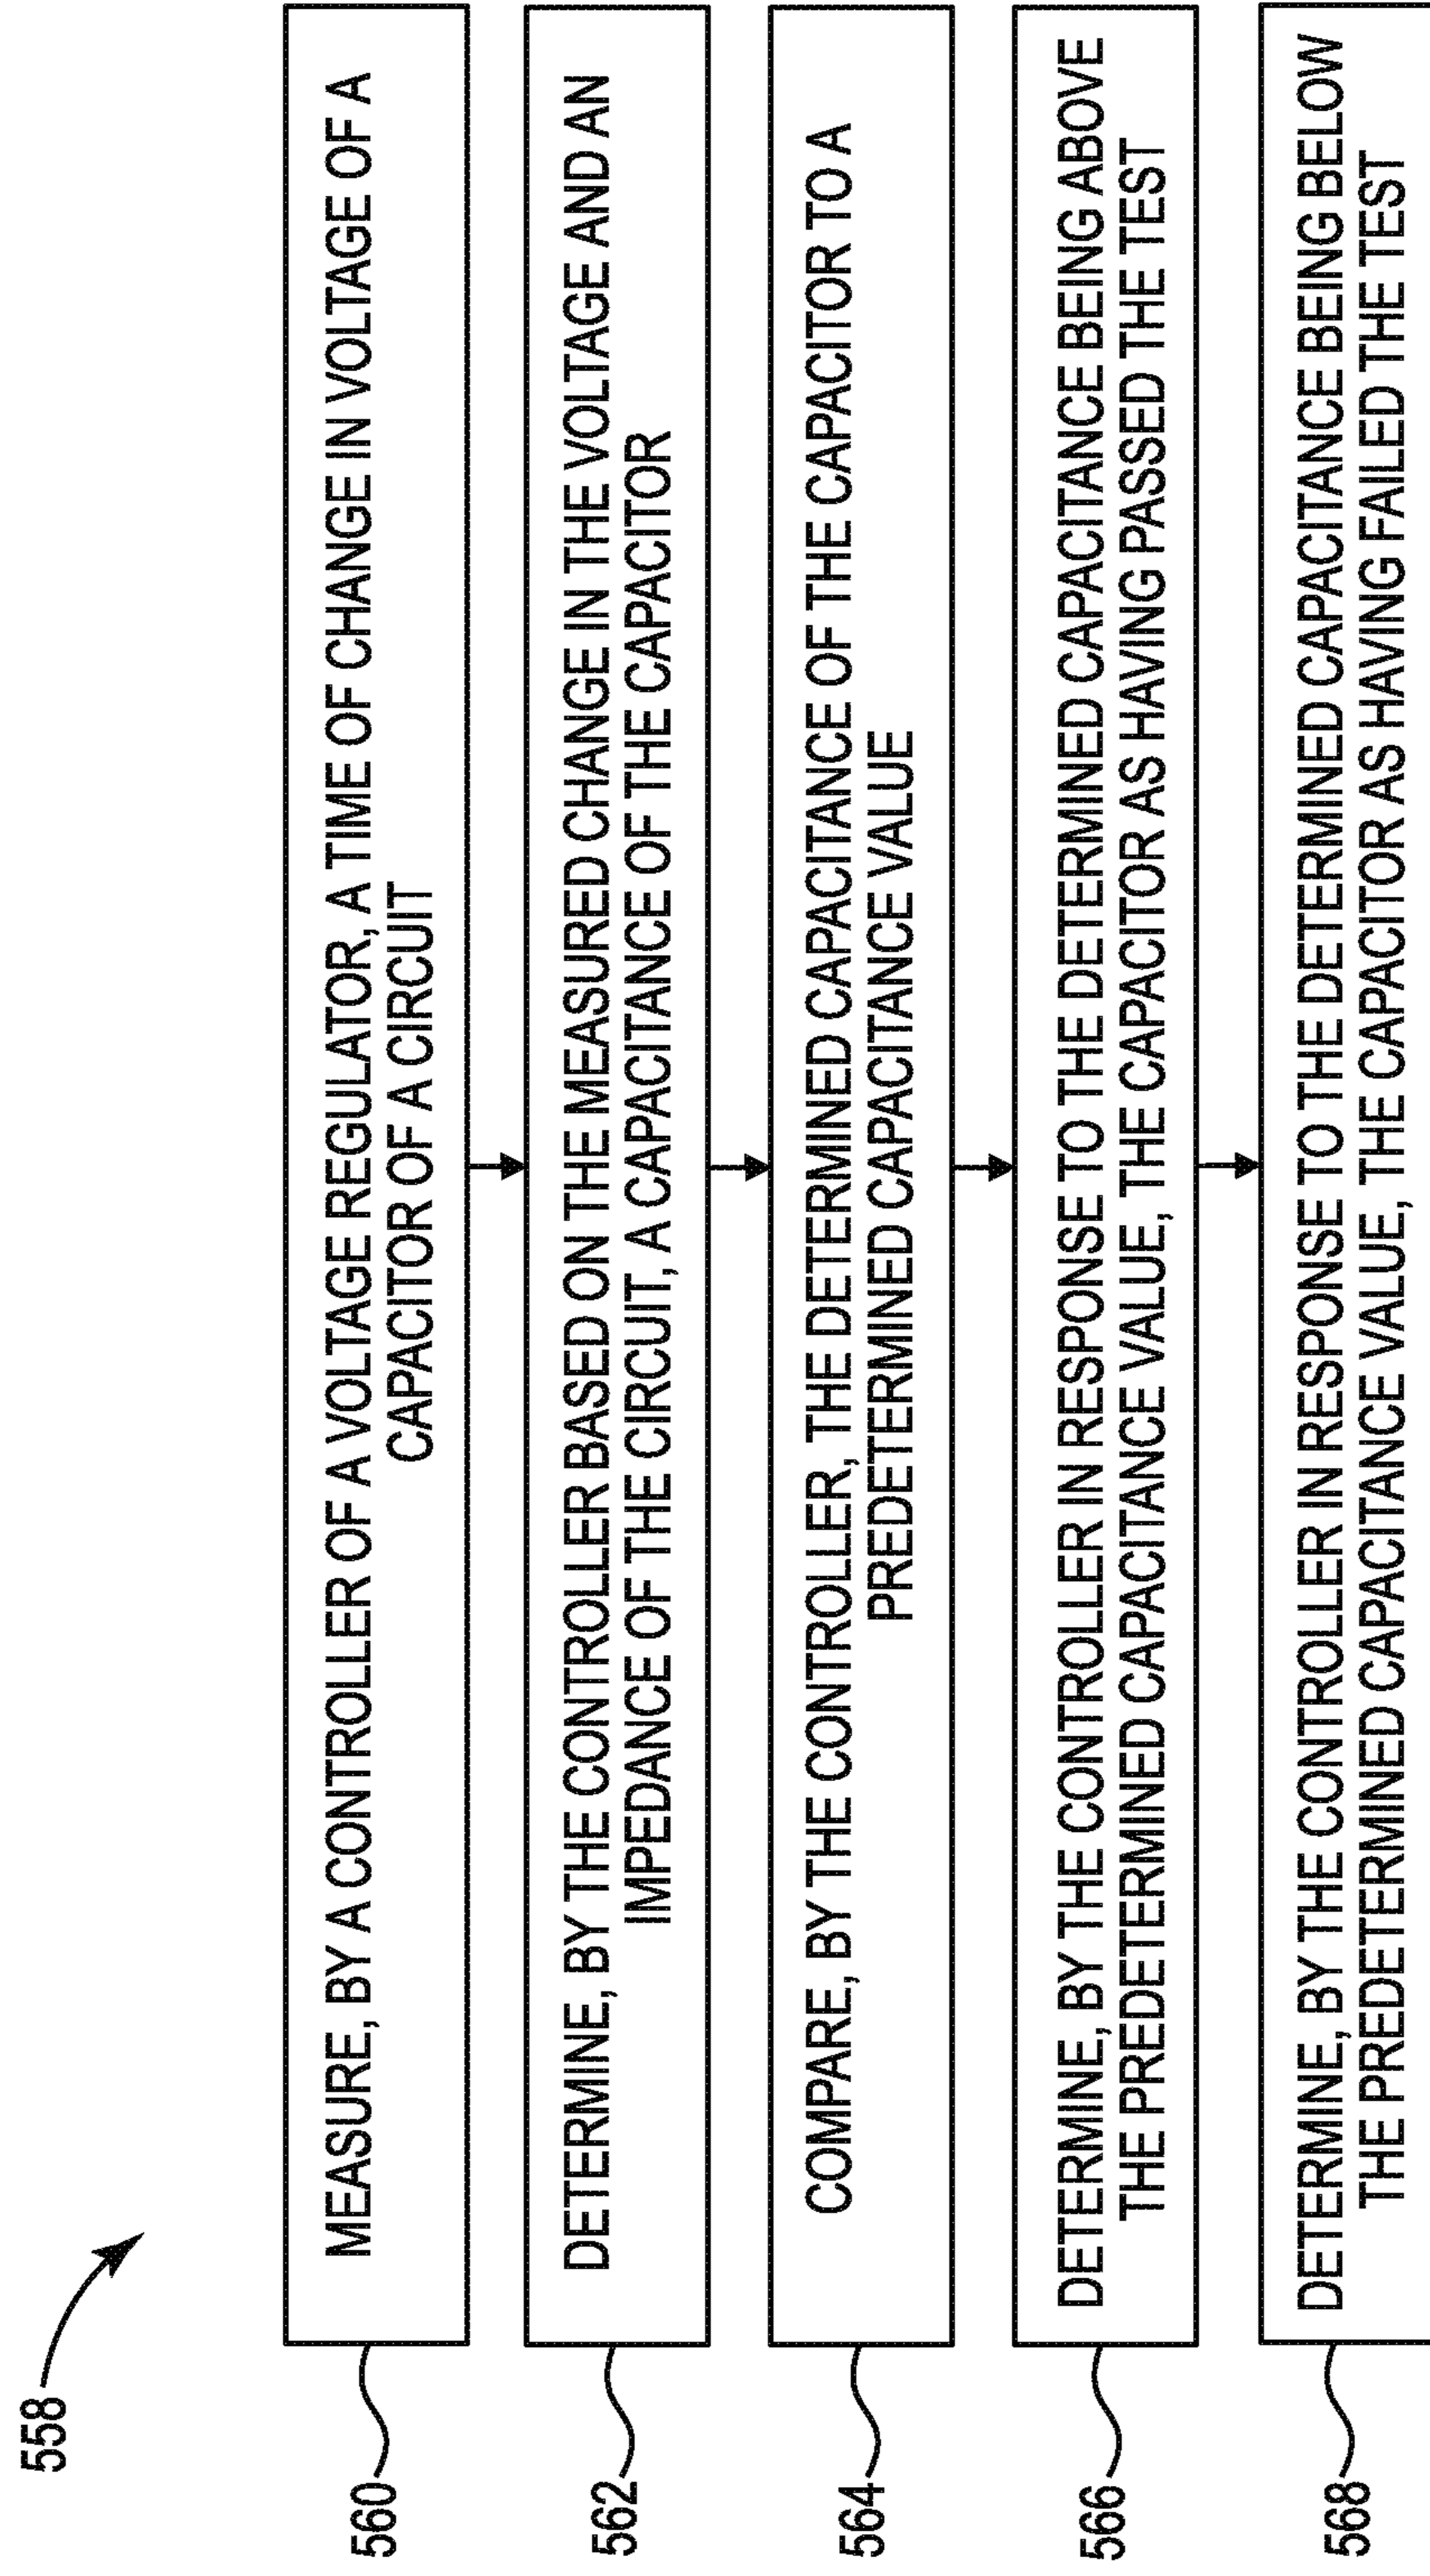 558
560
MEASURE, BY A CONTROLLER OF A VOLTAGE REGULATOR, A TIME OF CHANGE IN VOLTAGE OF A
CAPACITOR OF A CIRCUIT
562
DETERMINE, BY THE CONTROLLER BASED ON THE MEASURED CHANGE IN THE VOLTAGE AND AN
IMPEDANCE OF THE CIRCUIT, A CAPACITANCE OF THE CAPACITOR
564
COMPARE, BY THE CONTROLLER, THE DETERMINED CAPACITANCE OF THE CAPACITOR TO A
PREDETERMINED CAPACITANCE VALUE
566
DETERMINE, BY THE CONTROLLER IN RESPONSE TO THE DETERMINED CAPACITANCE BEING ABOVE
THE PREDETERMINED CAPACITANCE VALUE, THE CAPACITOR AS HAVING PASSED THE TEST
568
DETERMINE, BY THE CONTROLLER IN RESPONSE TO THE DETERMINED CAPACITANCE BEING BELOW
THE PREDETERMINED CAPACITANCE VALUE, THE CAPACITOR AS HAVING FAILED THE TEST